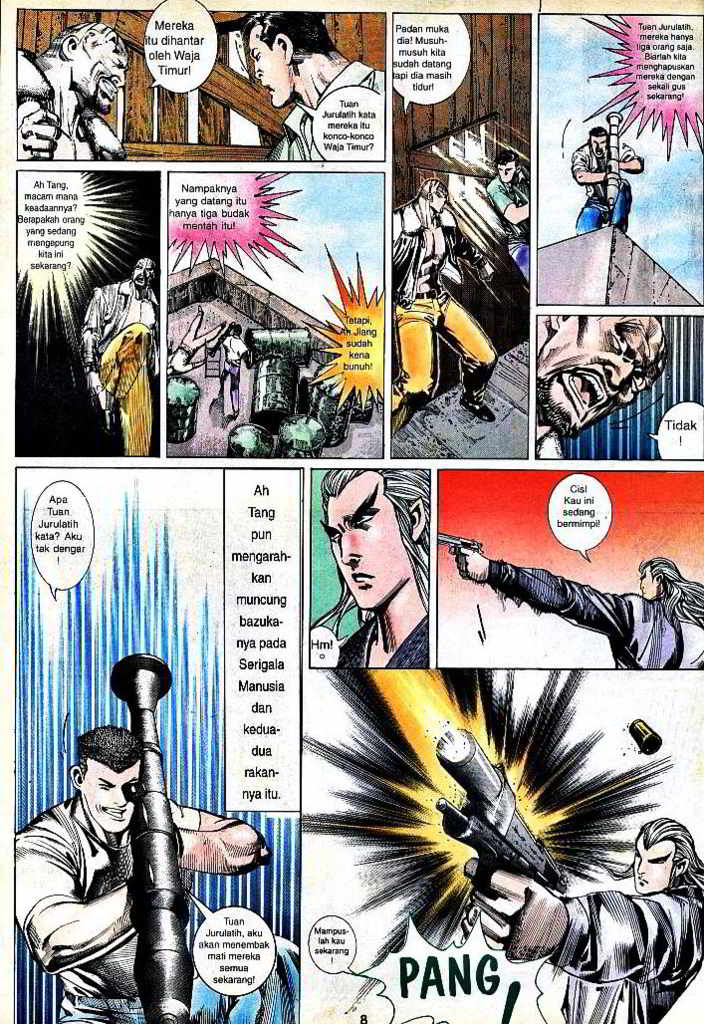 Mereka
itu dihantar
oleh Waja
Timur!
Tuan
Jurulatih kata
mereka itu
konco-konco
Waja Timur?
Padan muka
dia! Musuh-
musuh kita
sudah datang
tapi dia masih
tidur!
Tuan Jurulatih,
mereka hanya
tiga orang saja.
Biarlah kita
menghapuskan
mereka dengan
sekali gus
sekarang!
Ah Tang,
macam mana
keadaannya?
Berapakah orang
yang sedang
mengepung kita
sekarang?
Nampaknya
yang datang itu
hanya tiga budak
mentah itu!
Tetapi,
Ah Jiang
sudah
kena
bunuh!
Tidak
!
Apa
Tuan
Jurulatih
kata? Aku
tak dengar
!
Ah
Tang
pun
mengarah-
kan
muncung
bazuka-
nya pada
Serigala
Manusia
dan
kedua-
dua
rakan-
nya itu.
Hm!
Cis!
Kau ini
sedang
bermimpi!
Tuan
Jurulatih, aku
akan menembak
mati mereka
semua
sekarang!
Mampus-
lah kau
sekarang
!
PANG!
8